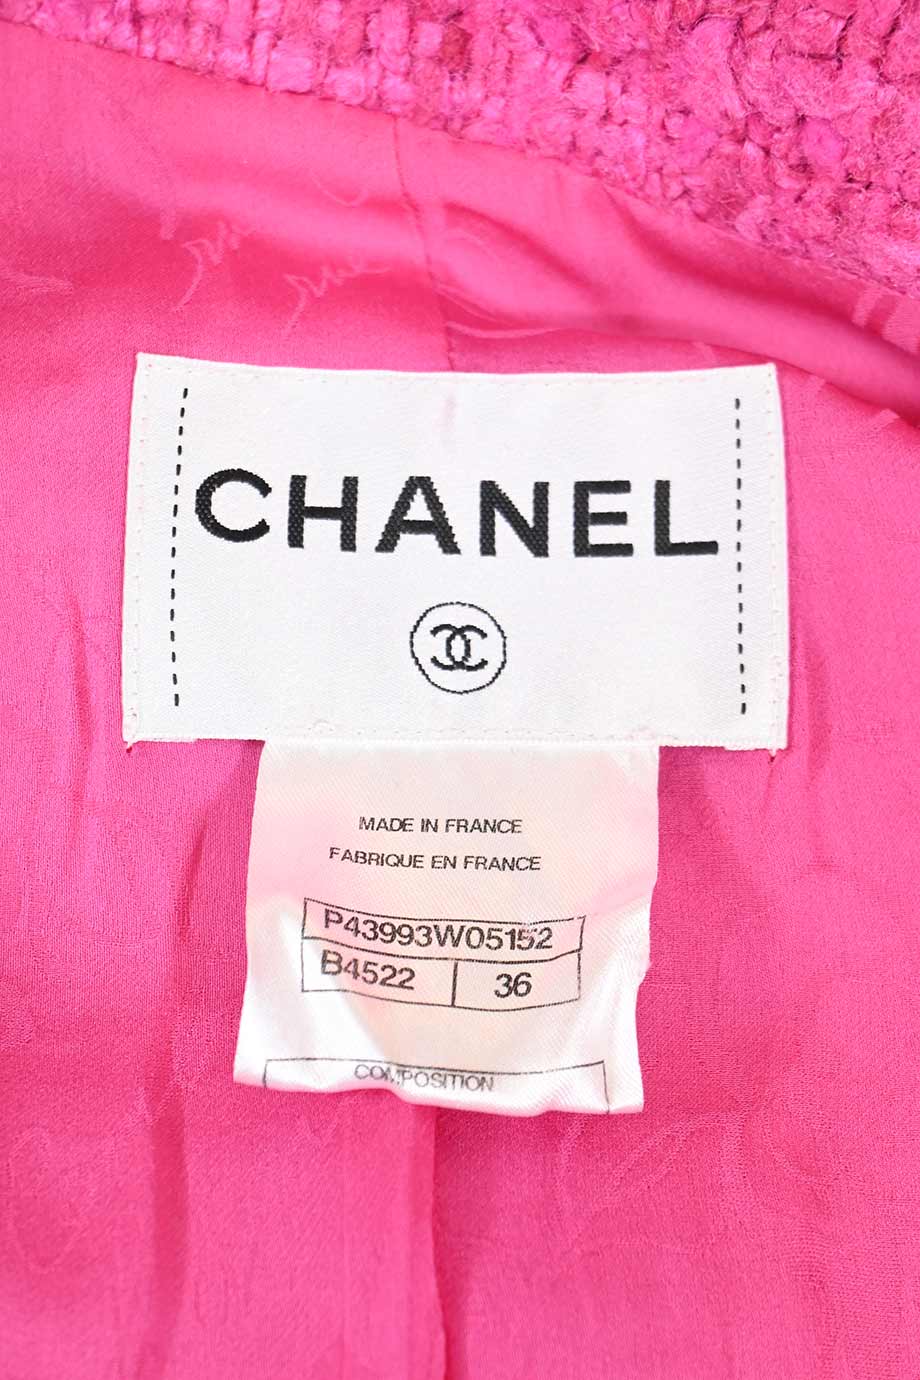 CHANEL
MADE IN FRANCE
FABRIQUE EN FRANCE
P43993W05152
B4522 36
COMPOSITION